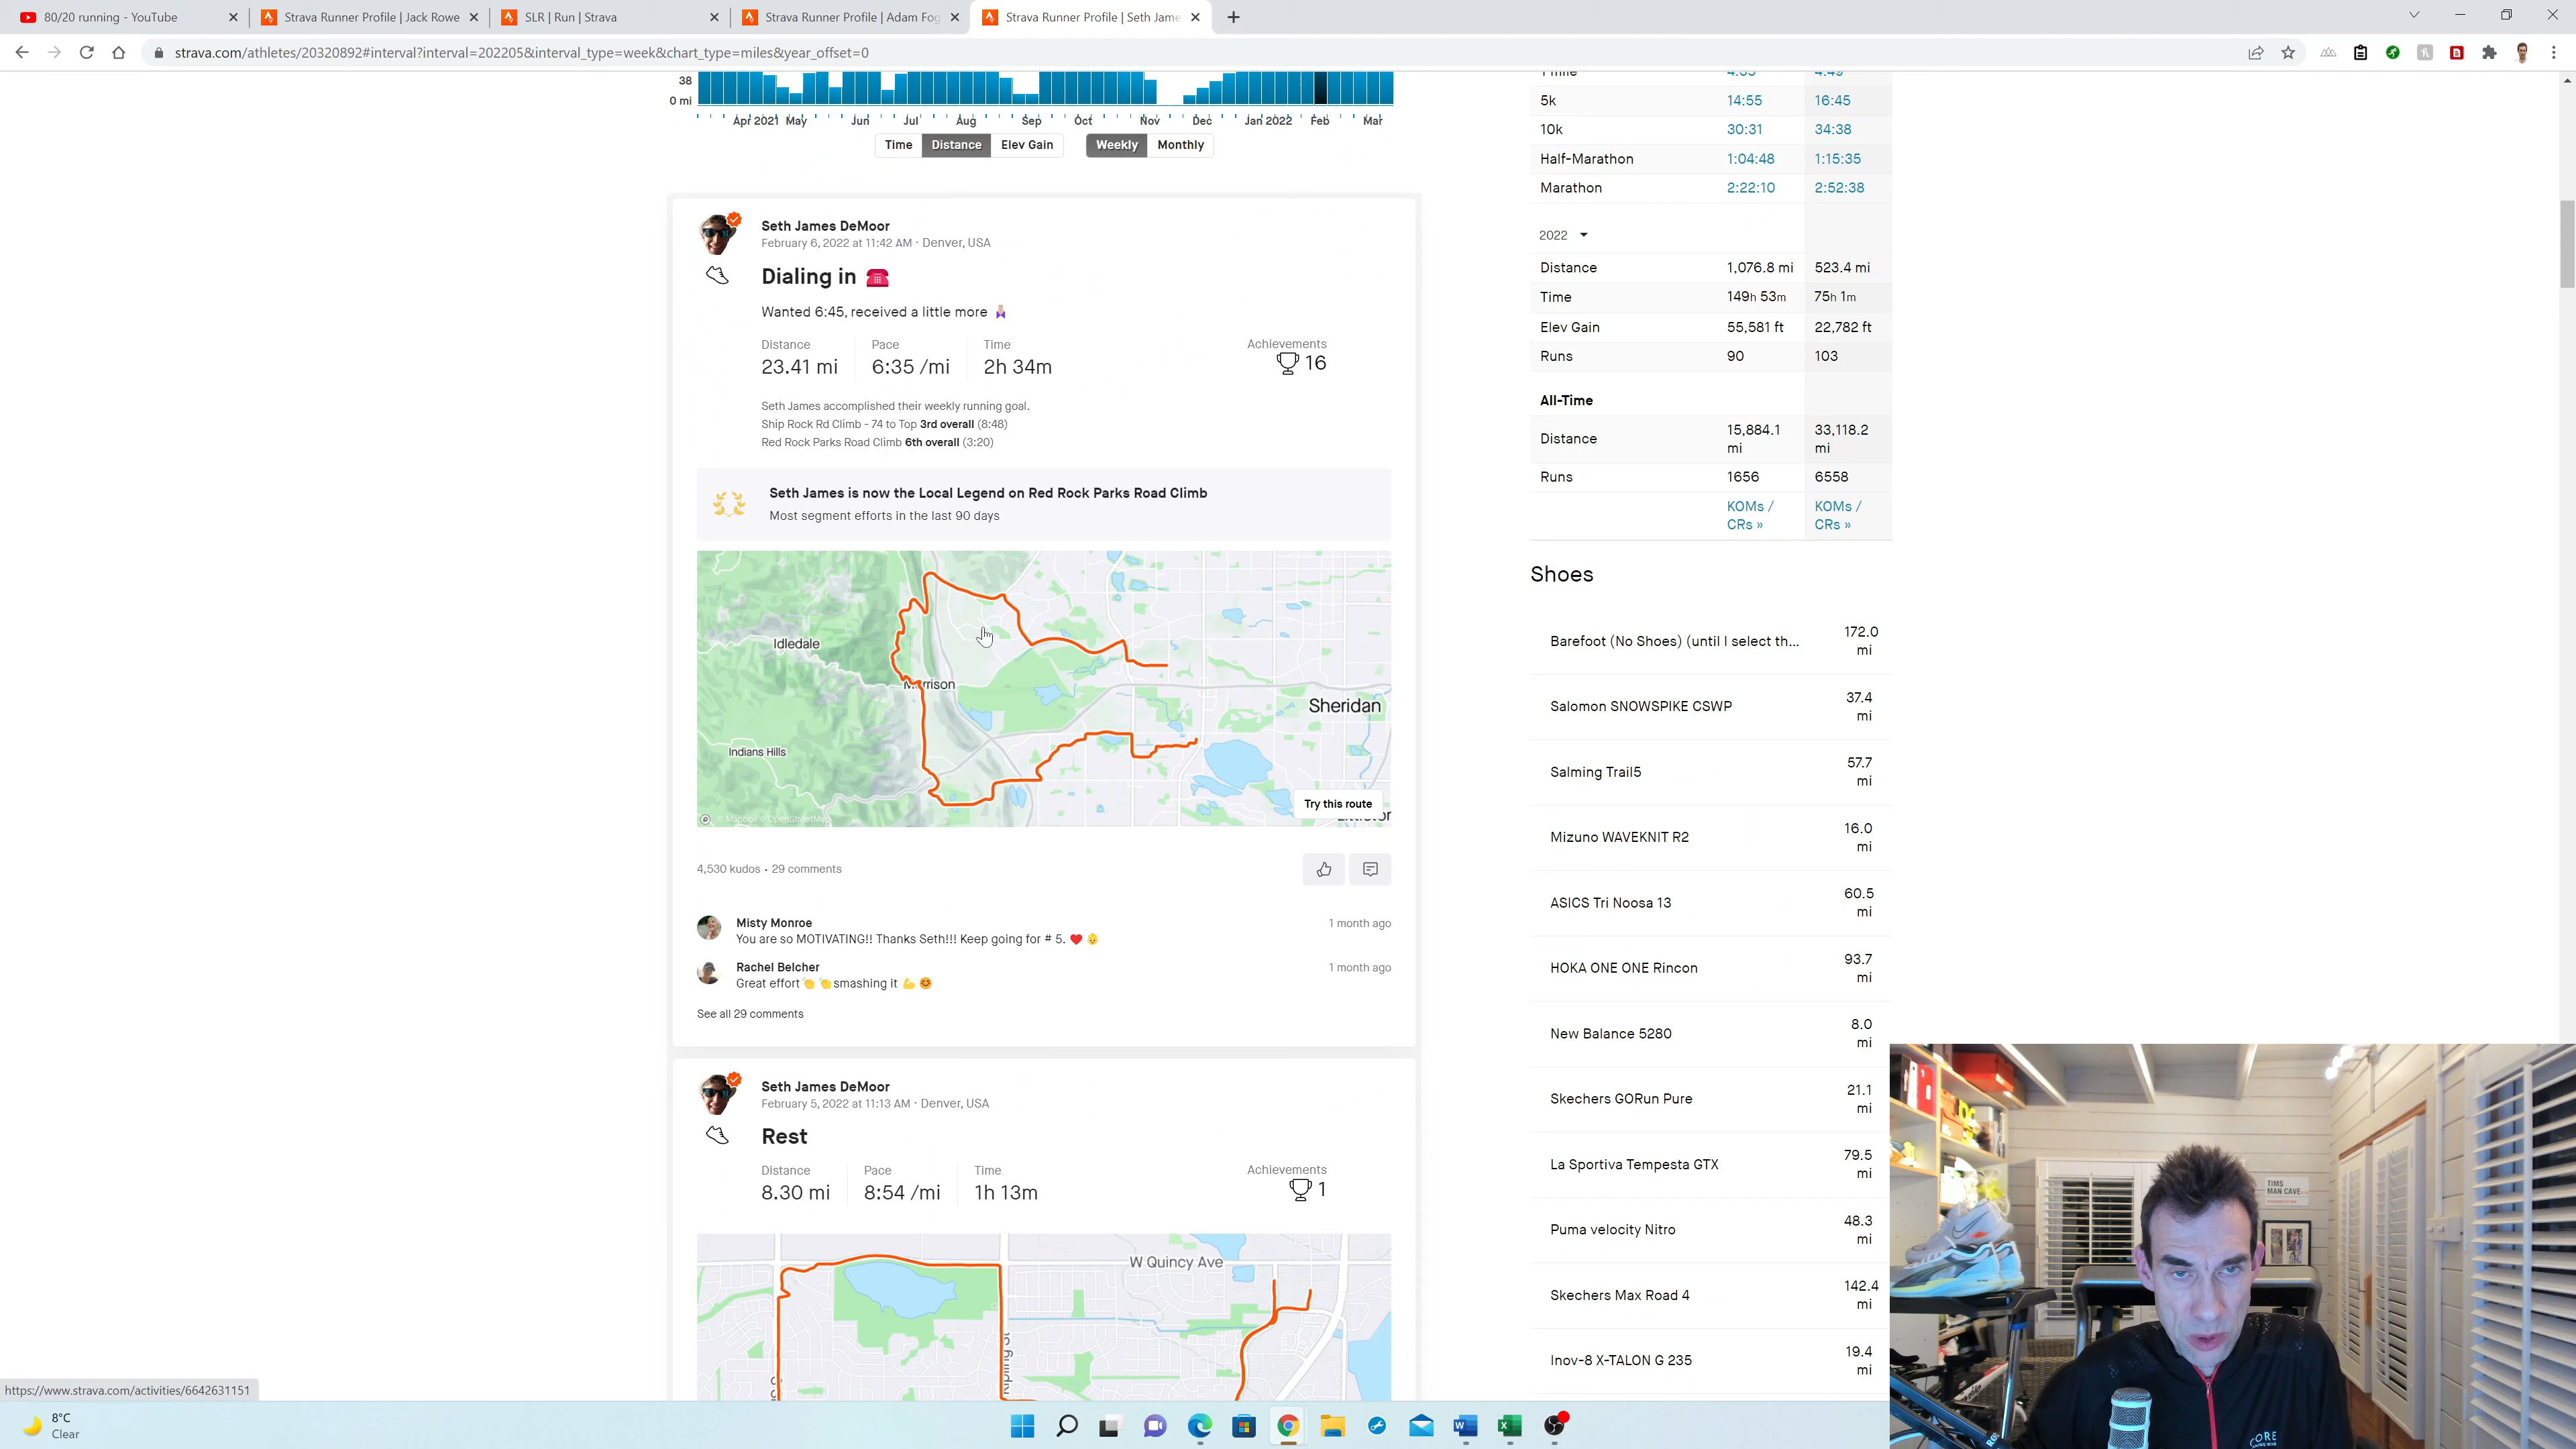 80/20 running - YouTube
Strava Runner Profile | Jack Rowe
SLR | Run | Strava
Strava Runner Profile | Adam Fog
Strava Runner Profile | Seth Jame
strava.com/athletes/20320892#interval?interval=202205&interval_type=week&chart_type=miles&year_offset=0
38
0 mi
Apr 2021 May Jun Jul Aug Sep Oct Nov Dec Jan 2022 Feb Mar
Time Distance Elev Gain Weekly Monthly
Seth James DeMoor
February 6, 2022 at 11:42 AM · Denver, USA
Dialing in ☎️
Wanted 6:45, received a little more
Distance Pace Time Achievements
23.41 mi 6:35 /mi 2h 34m 16
Seth James accomplished their weekly running goal.
Ship Rock Rd Climb - 74 to Top 3rd overall (8:48)
Red Rock Parks Road Climb 6th overall (3:20)
Seth James is now the Local Legend on Red Rock Parks Road Climb
Most segment efforts in the last 90 days
Idledale
Morrison
Sheridan
Indians Hills
Try this route
© Mapbox © OpenStreetMap
4,530 kudos · 29 comments
Misty Monroe 1 month ago
You are so MOTIVATING!! Thanks Seth!!! Keep going for # 5. ❤️ 👴
Rachel Belcher 1 month ago
Great effort 👏 👏 smashing it 💪 😊
See all 29 comments
Seth James DeMoor
February 5, 2022 at 11:13 AM · Denver, USA
Rest
Distance Pace Time Achievements
8.30 mi 8:54 /mi 1h 13m 1
W Quincy Ave
1 mile 4:33 4:49
5k 14:55 16:45
10k 30:31 34:38
Half-Marathon 1:04:48 1:15:35
Marathon 2:22:10 2:52:38
2022
Distance 1,076.8 mi 523.4 mi
Time 149h 53m 75h 1m
Elev Gain 55,581 ft 22,782 ft
Runs 90 103
All-Time
Distance 15,884.1 mi 33,118.2 mi
Runs 1656 6558
KOMs / CRs » KOMs / CRs »
Shoes
Barefoot (No Shoes) (until I select th... 172.0 mi
Salomon SNOWSPIKE CSWP 37.4 mi
Salming Trail5 57.7 mi
Mizuno WAVEKNIT R2 16.0 mi
ASICS Tri Noosa 13 60.5 mi
HOKA ONE ONE Rincon 93.7 mi
New Balance 5280 8.0 mi
Skechers GORun Pure 21.1 mi
La Sportiva Tempesta GTX 79.5 mi
Puma velocity Nitro 48.3 mi
Skechers Max Road 4 142.4 mi
Inov-8 X-TALON G 235 19.4 mi
TIMS
MAN CAVE
CORE
https://www.strava.com/activities/6642631151
8°C
Clear